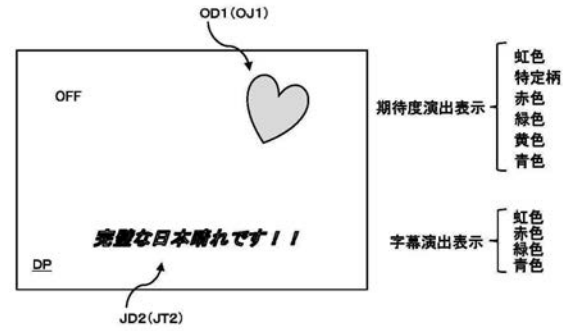 OD1(OJ1)
OFF
完璧な日本晴れです！！
DP
JD2(JT2)
期待度演出表示
虹色
特定柄
赤色
緑色
黄色
青色
字幕演出表示
虹色
赤色
緑色
青色